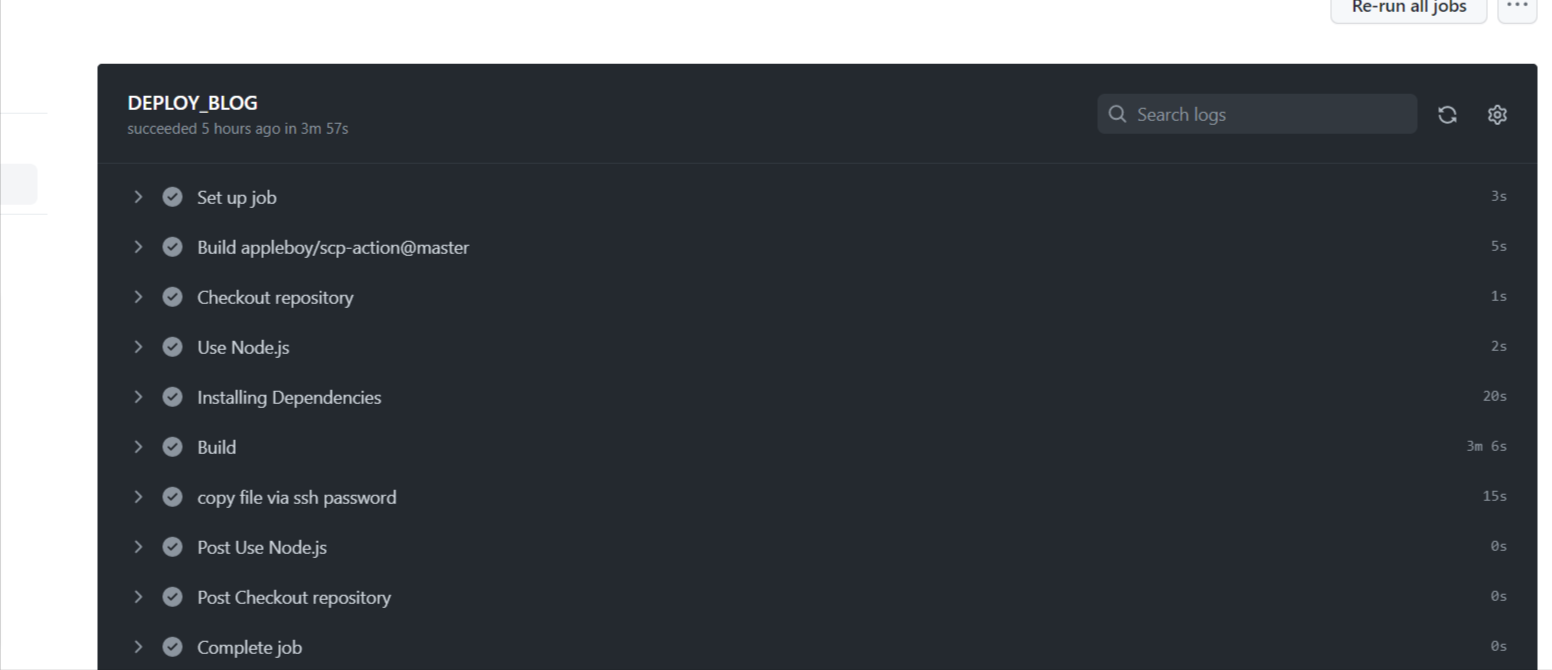 Re-run all jobs
DEPLOY_BLOG
succeeded 5 hours ago in 3m 57s
Search logs
Set up job 3s
Build appleboy/scp-action@master 5s
Checkout repository 1s
Use Node.js 2s
Installing Dependencies 20s
Build 3m 6s
copy file via ssh password 15s
Post Use Node.js 0s
Post Checkout repository 0s
Complete job 0s